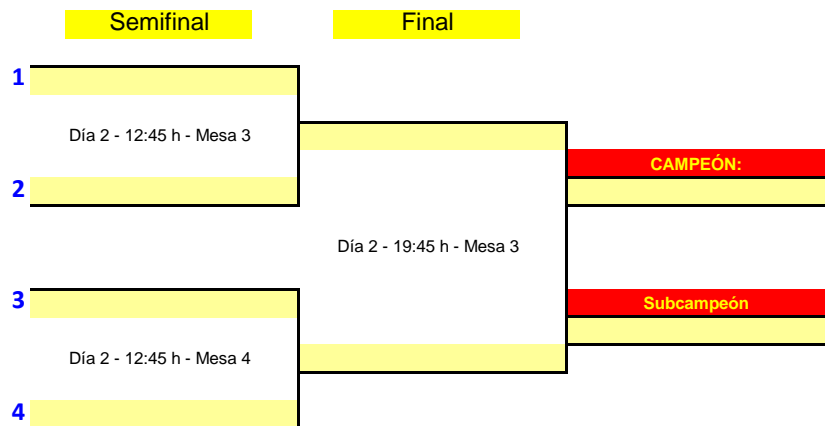 Semifinal
Final
1
Día 2 - 12:45 h - Mesa 3
CAMPEÓN:
2
Día 2 - 19:45 h - Mesa 3
3
Subcampeón
Día 2 - 12:45 h - Mesa 4
4